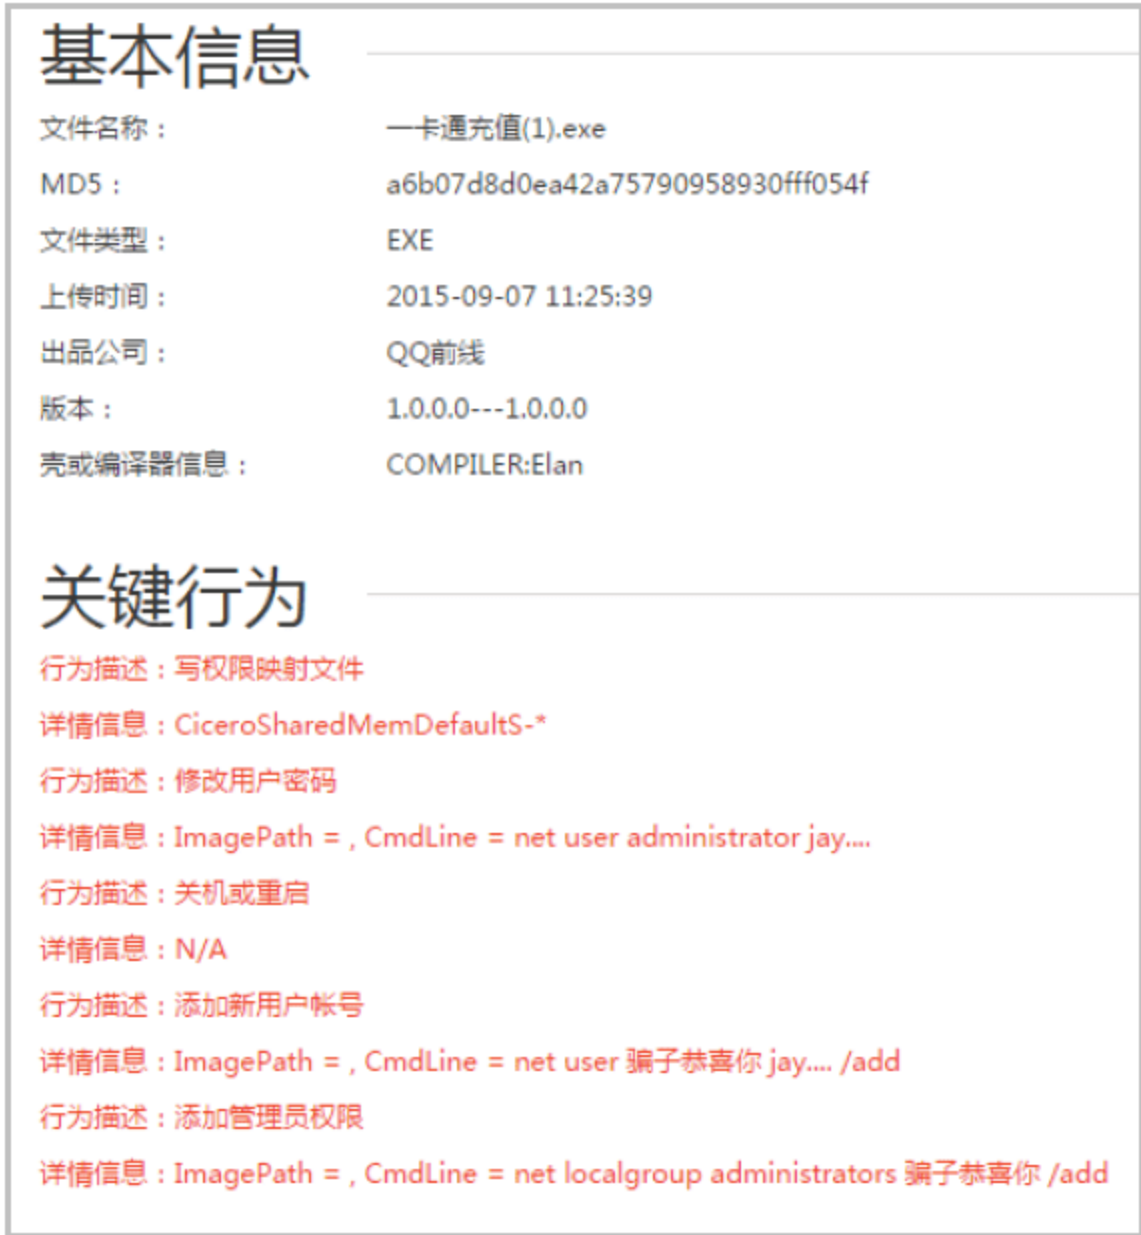 基本信息
文件名称： 一卡通充值(1).exe
MD5： a6b07d8d0ea42a75790958930fff054f
文件类型： EXE
上传时间： 2015-09-07 11:25:39
出品公司： QQ前线
版本： 1.0.0.0---1.0.0.0
壳或编译器信息： COMPILER:Elan
关键行为
行为描述：写权限映射文件
详情信息：CiceroSharedMemDefaultS-*
行为描述：修改用户密码
详情信息：ImagePath = , CmdLine = net user administrator jay....
行为描述：关机或重启
详情信息：N/A
行为描述：添加新用户帐号
详情信息：ImagePath = , CmdLine = net user 骗子恭喜你 jay.... /add
行为描述：添加管理员权限
详情信息：ImagePath = , CmdLine = net localgroup administrators 骗子恭喜你 /add